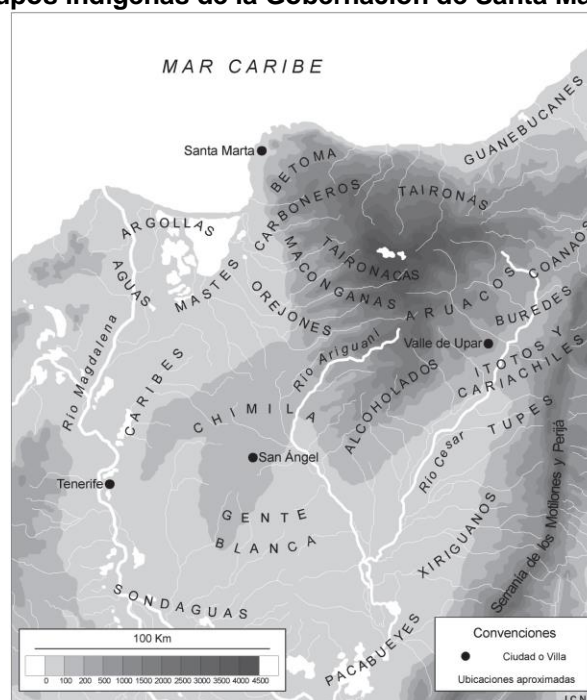 upos indígenas de la Gobernación de Santa Ma
MAR CARIBE
GUANEBUCANES
Santa Marta
BETOMA
TAIRONAS
CARBONEROS
ARGOLLAS
TAIRONACAS
COANAOS
AGUAS
MASTES
MACONGANAS
ARUACOS
OREJONES
BUREDES
Río Magdalena
Río Ariguaní
Valle de Upar
ITOTOS Y
CARIACHILES
CARIBES
ALCOHOLADOS
CHIMILA
TUPES
San Ángel
Río Cesar
Tenerife
Serranía de los Motilones y Perijá
GENTE
BLANCA
XIRIGUANOS
SONDAGUAS
PACABUEYES
100 Km
0 100 200 500 1000 1500 2000 2500 3000 3500 4000 4500
Convenciones
Ciudad o Villa
Ubicaciones aproximadas